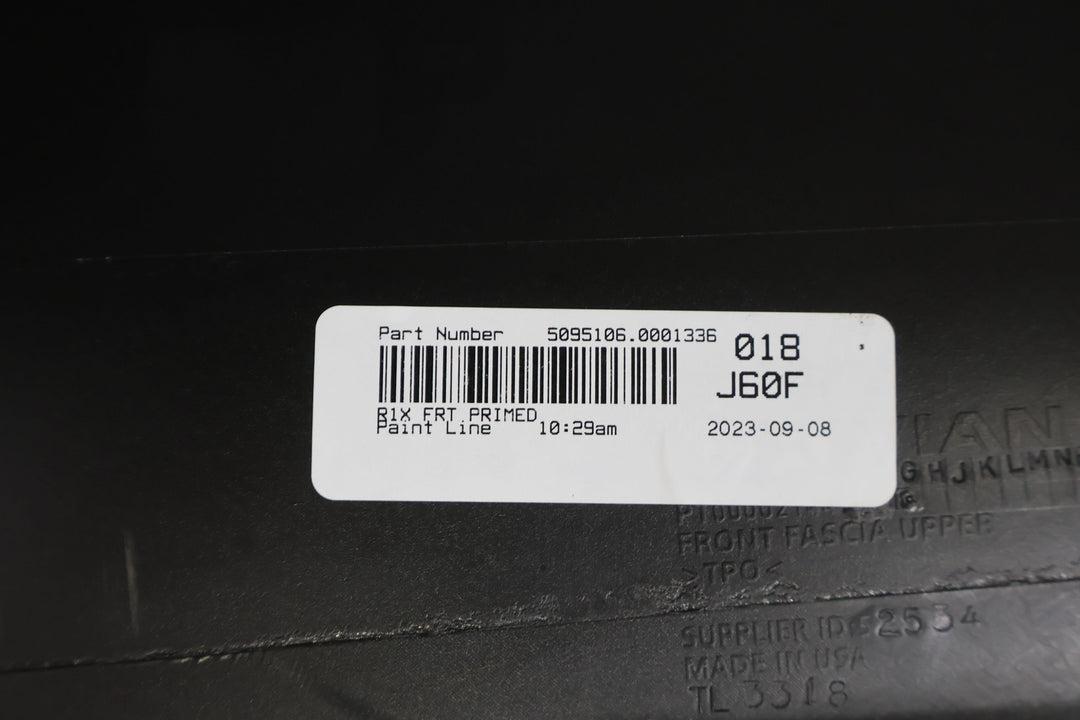 Part Number 5095106.0001336
018
J60F
R1X FRT PRIMED
Paint Line 10:29am 2023-09-08
IAN
G H J K L M N
FRONT FASCIA UPPER
>TPO<
SUPPLIER ID 2534
MADE IN USA
TL 3318